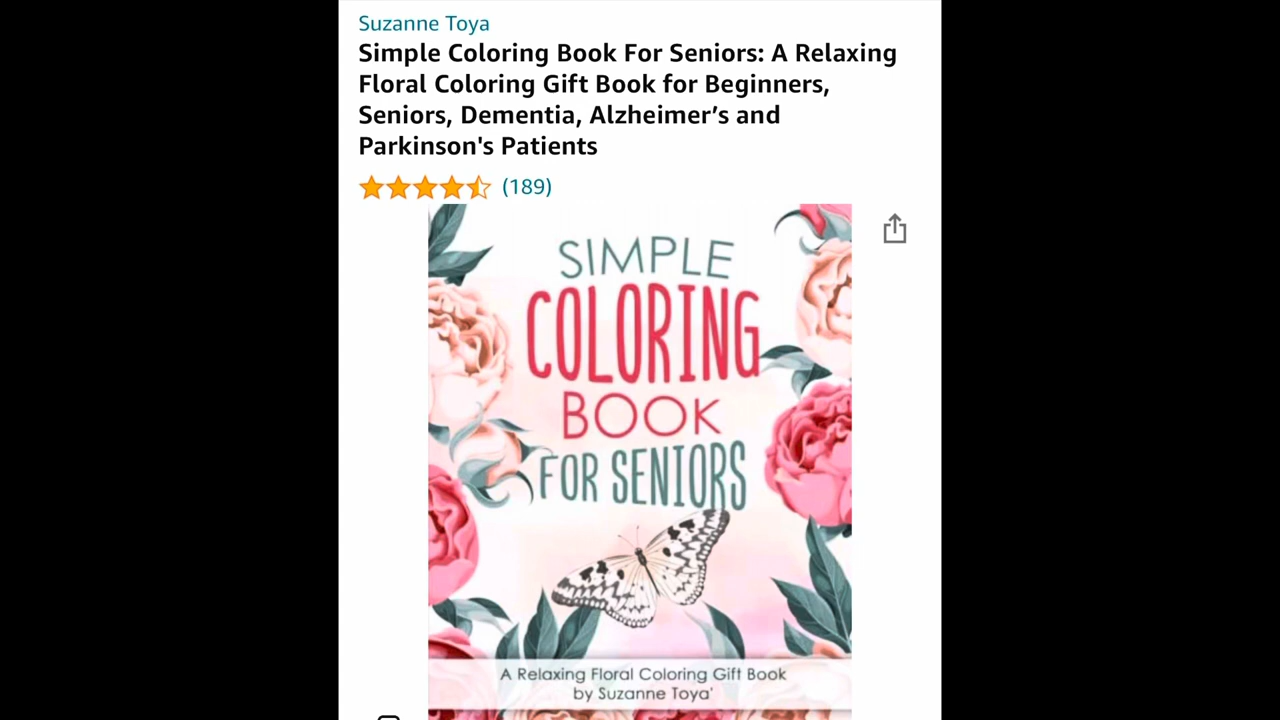 Suzanne Toya
Simple Coloring Book For Seniors: A Relaxing
Floral Coloring Gift Book for Beginners,
Seniors, Dementia, Alzheimer’s and
Parkinson's Patients
(189)
SIMPLE
COLORING
BOOK
FOR SENIORS
A Relaxing Floral Coloring Gift Book
by Suzanne Toya'